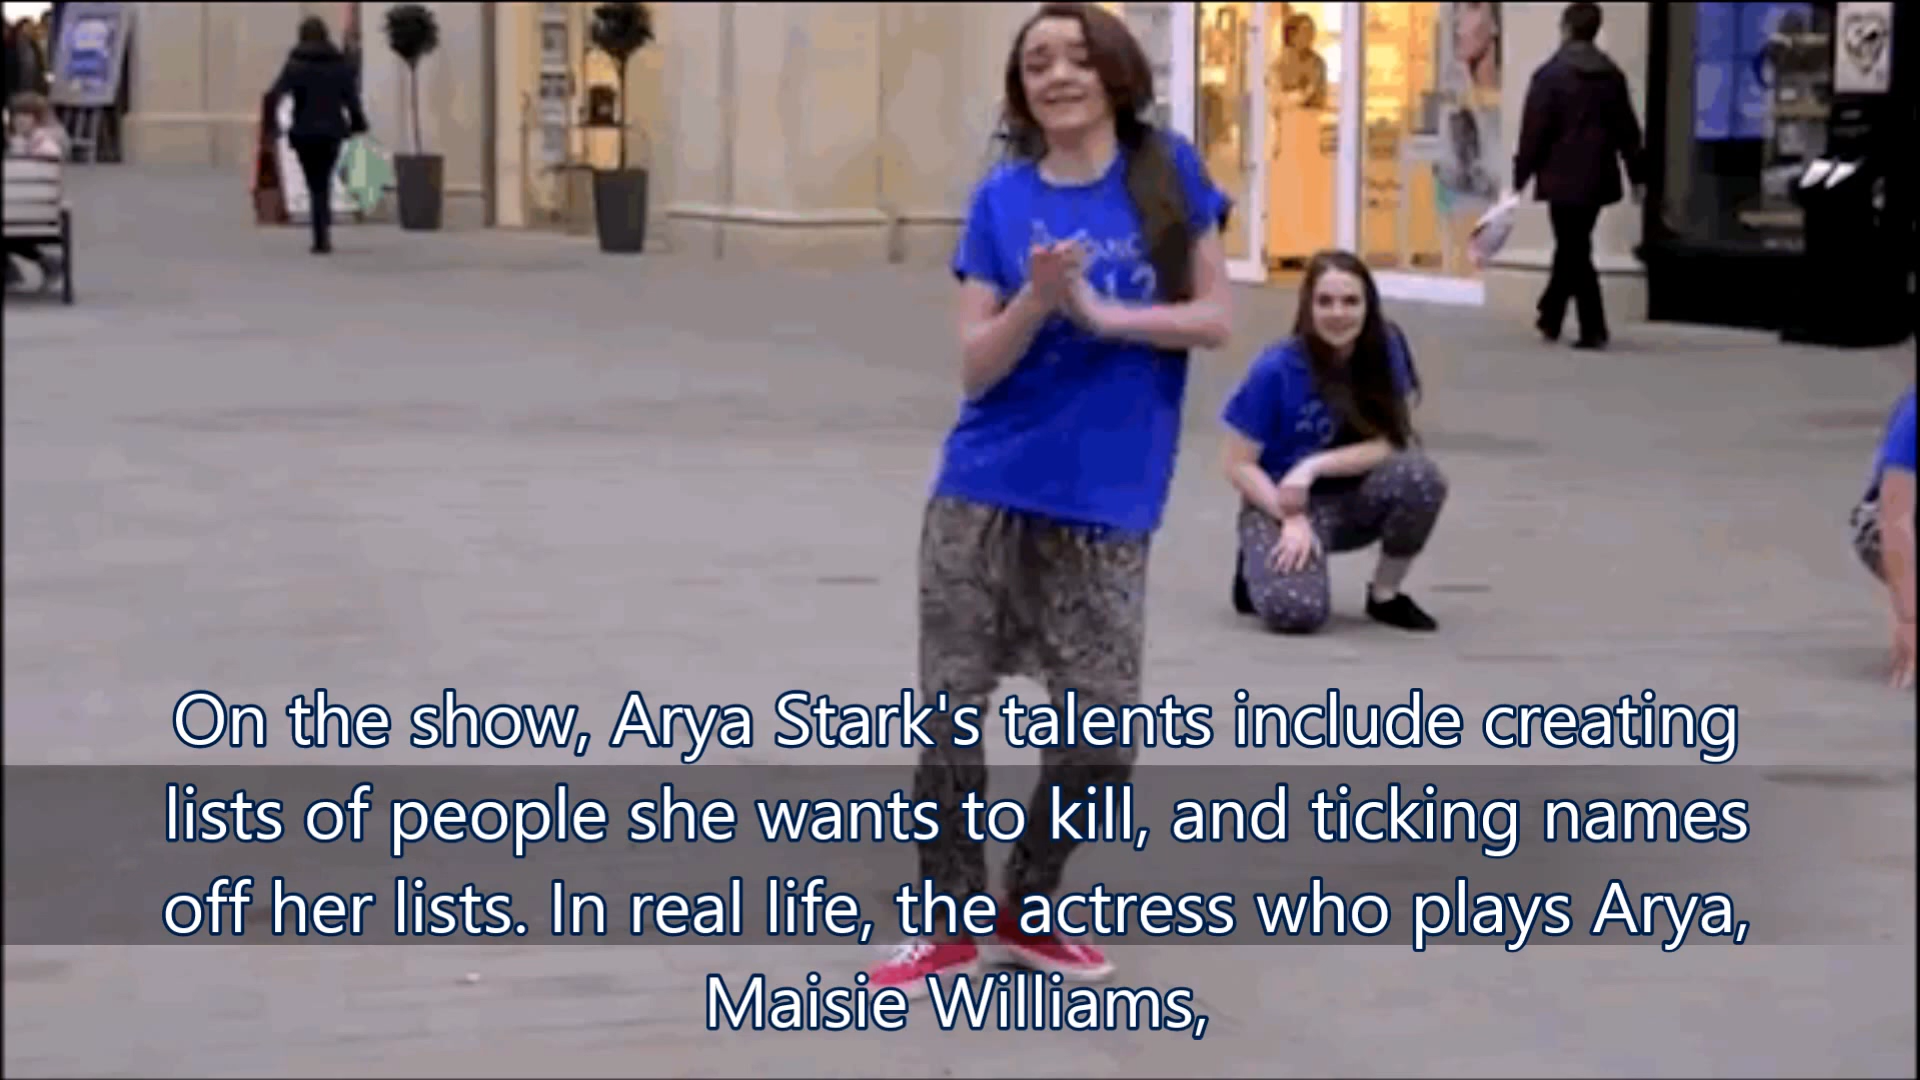 On the show, Arya Stark's talents include creating
lists of people she wants to kill, and ticking names
off her lists. In real life, the actress who plays Arya,
Maisie Williams,